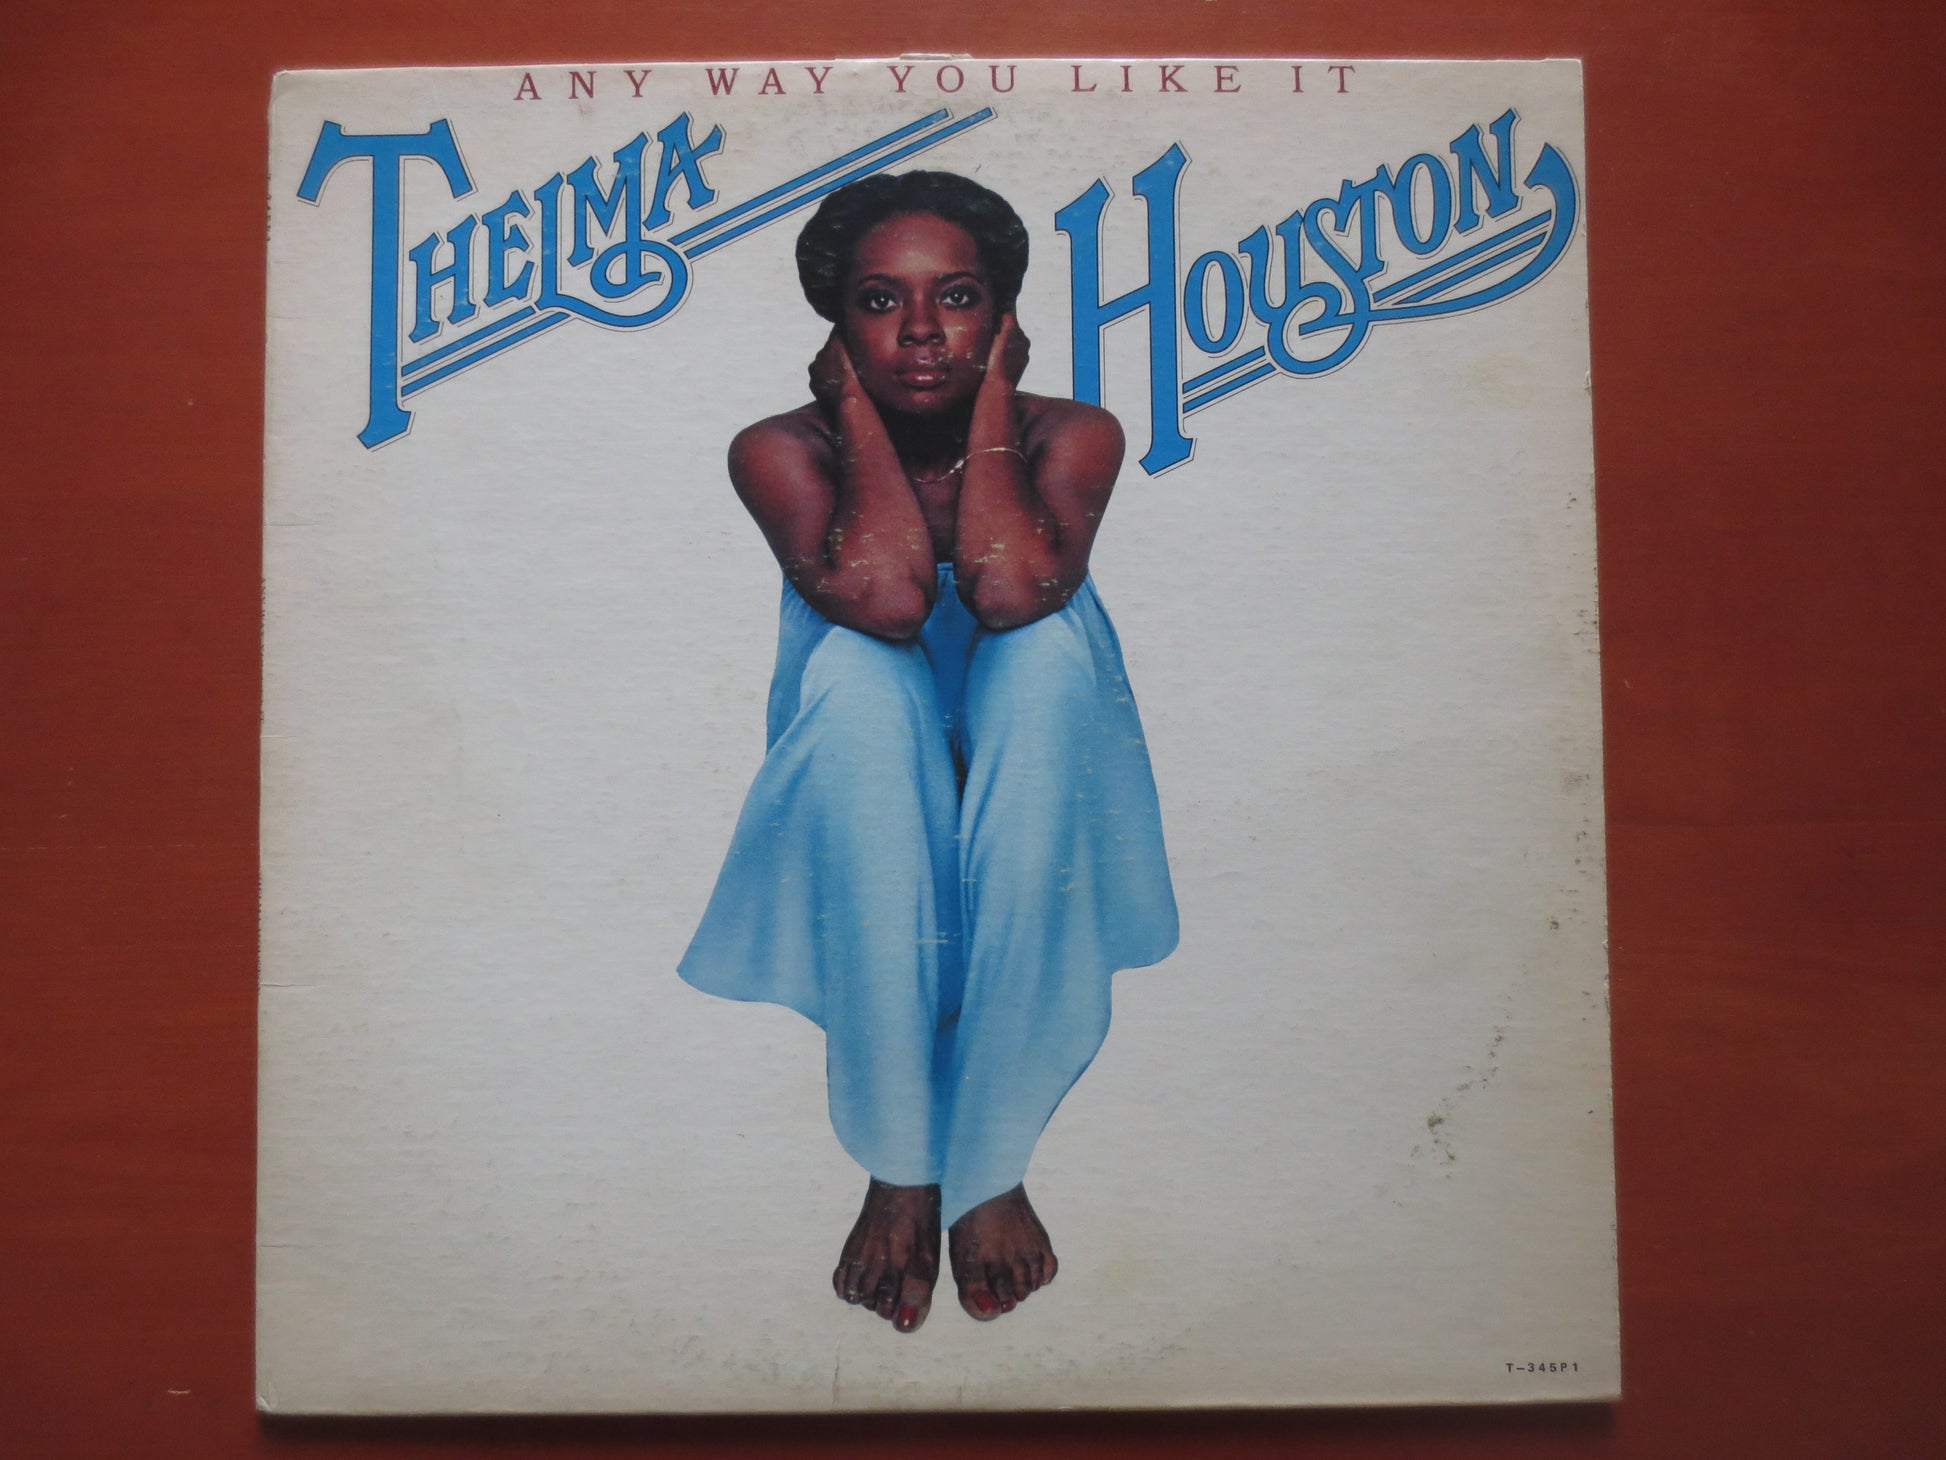 ANY WAY YOU LIKE IT
THELMA HOUSTON
T-345P1